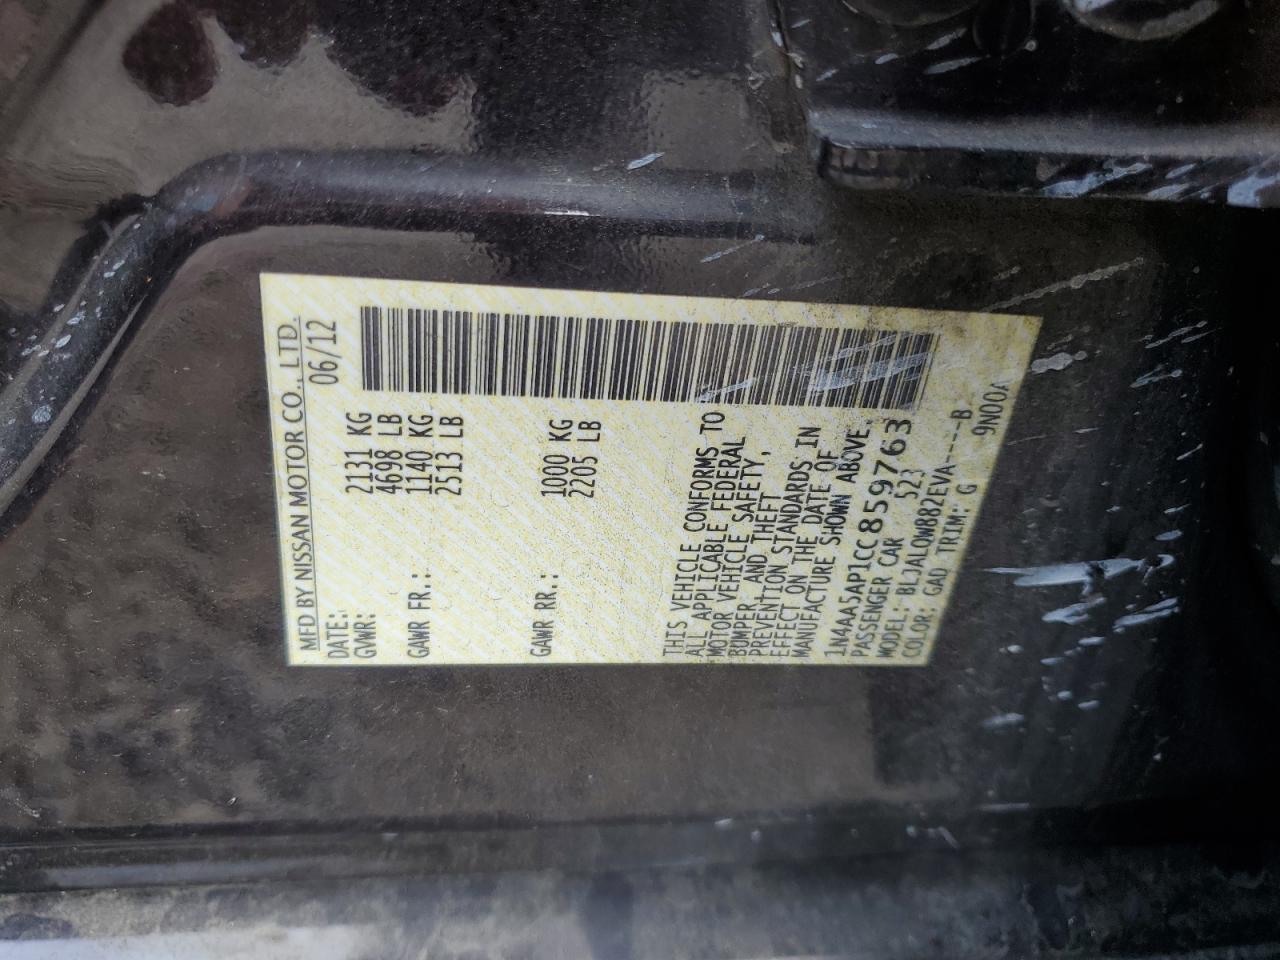 MFD BY NISSAN MOTOR CO., LTD.
DATE: 06/12
GVWR: 2131 KG
4698 LB
GAWR FR.: 1140 KG
2513 LB
GAWR RR.: 1000 KG
2205 LB
THIS VEHICLE CONFORMS TO
ALL APPLICABLE FEDERAL
MOTOR VEHICLE SAFETY,
BUMPER, AND THEFT
PREVENTION STANDARDS IN
EFFECT ON THE DATE OF
MANUFACTURE SHOWN ABOVE.
1N4AA5AP1CC859763
PASSENGER CAR 523
MODEL: BLJALOW882EVA-----B
COLOR: GAD TRIM: G 9N00A